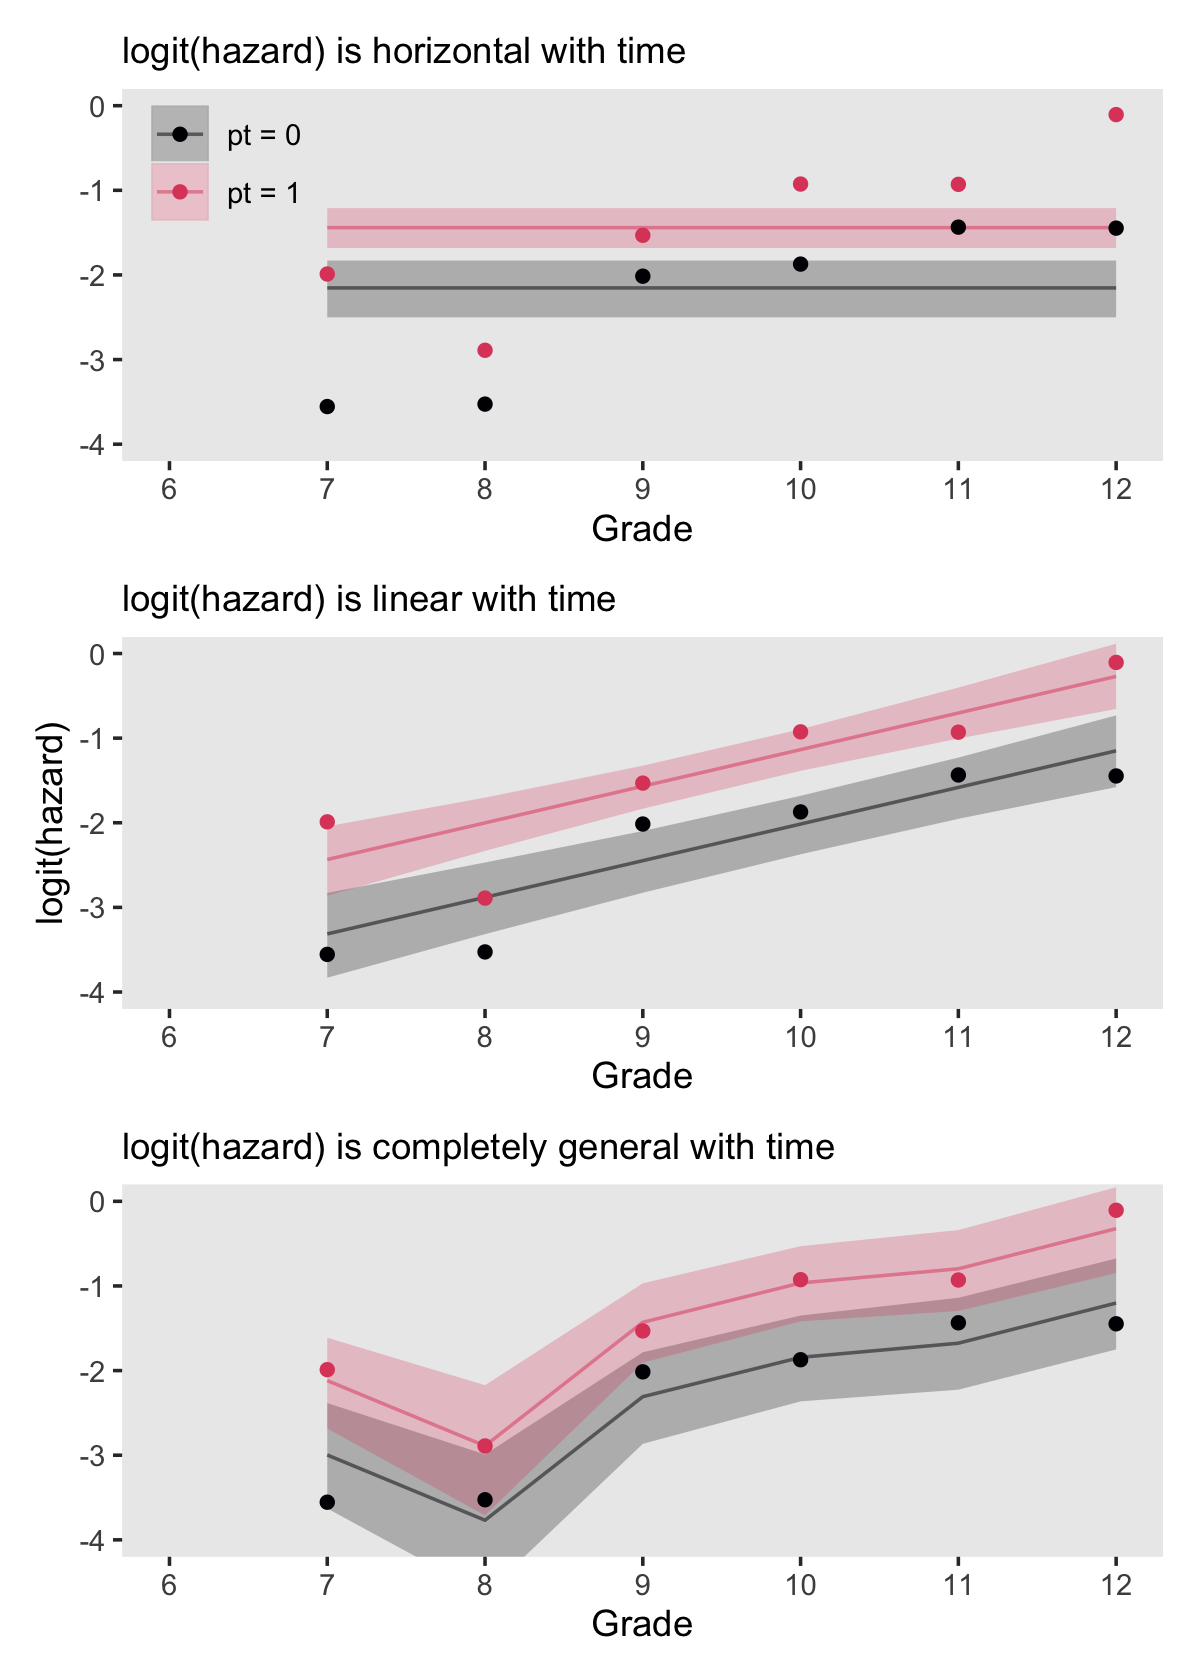 logit(hazard) is horizontal with time
0
-1
-2
-3
-4
pt = 0
pt = 1
6 7 8 9 10 11 12
Grade
logit(hazard) is linear with time
logit(hazard)
0
-1
-2
-3
-4
6 7 8 9 10 11 12
Grade
logit(hazard) is completely general with time
0
-1
-2
-3
-4
6 7 8 9 10 11 12
Grade